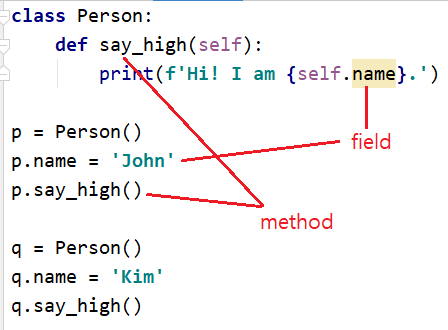 class Person:
    def say_high(self):
        print(f'Hi! I am {self.name}.')

p = Person()
p.name = 'John'
field
p.say_high()
method

q = Person()
q.name = 'Kim'
q.say_high()